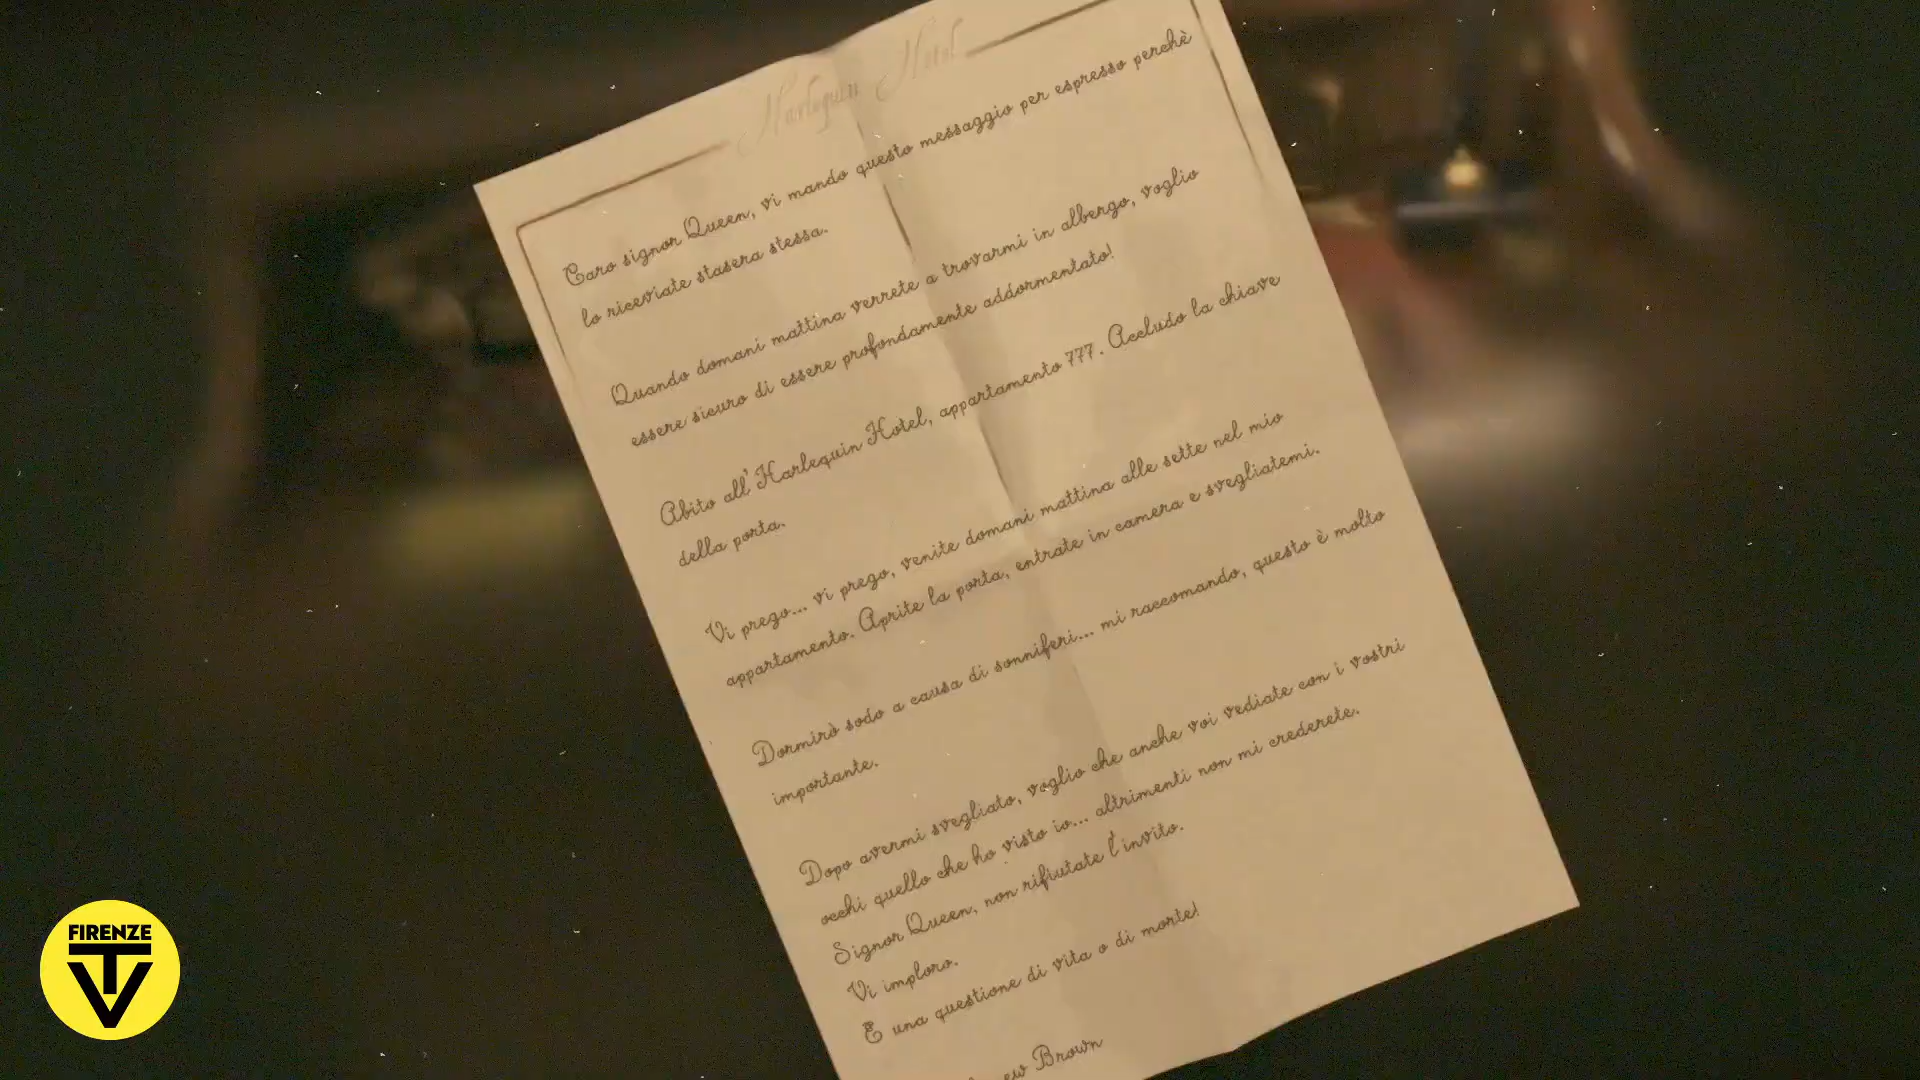 Harlequin Hotel
Caro signor Queen, vi mando questo messaggio per espresso perchè
lo riceviate stasera stessa.
Quando domani mattina verrete a trovarmi in albergo, voglio
essere sicuro di essere profondamente addormentato!
Abito all'Harlequin Hotel, appartamento 777. Accludo la chiave
della porta.
Vi prego... vi prego, venite domani mattina alle sette nel mio
appartamento. Aprite la porta, entrate in camera e svegliatemi.
Dormirò sodo a causa di sonniferi... mi raccomando, questo è molto
importante.
Dopo avermi svegliato, voglio che anche voi vediate con i vostri
occhi quello che ho visto io... altrimenti non mi crederete.
Signor Queen, non rifiutate l'invito.
Vi imploro.
E una questione di vita o di morte!
Brown
FIRENZE
TV